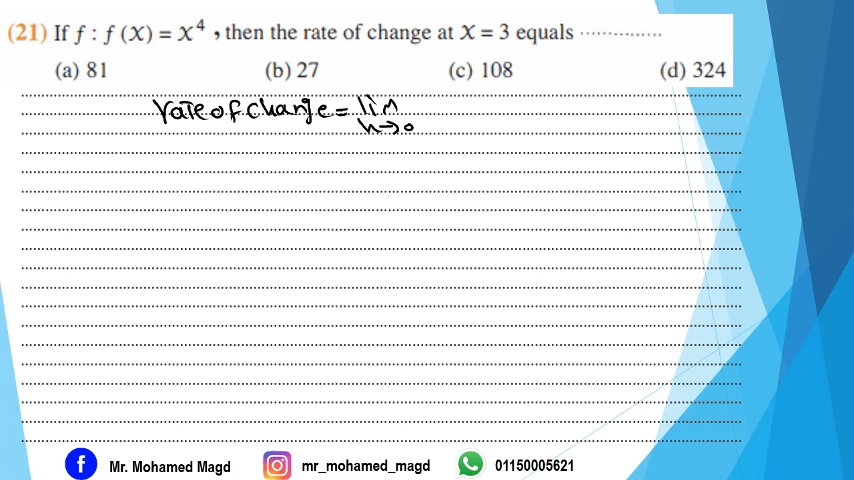 (21) If f : f (X) = X⁴ , then the rate of change at X = 3 equals ...............
(a) 81 (b) 27 (c) 108 (d) 324
rate of change = lim
h→0
Mr. Mohamed Magd mr_mohamed_magd 01150005621